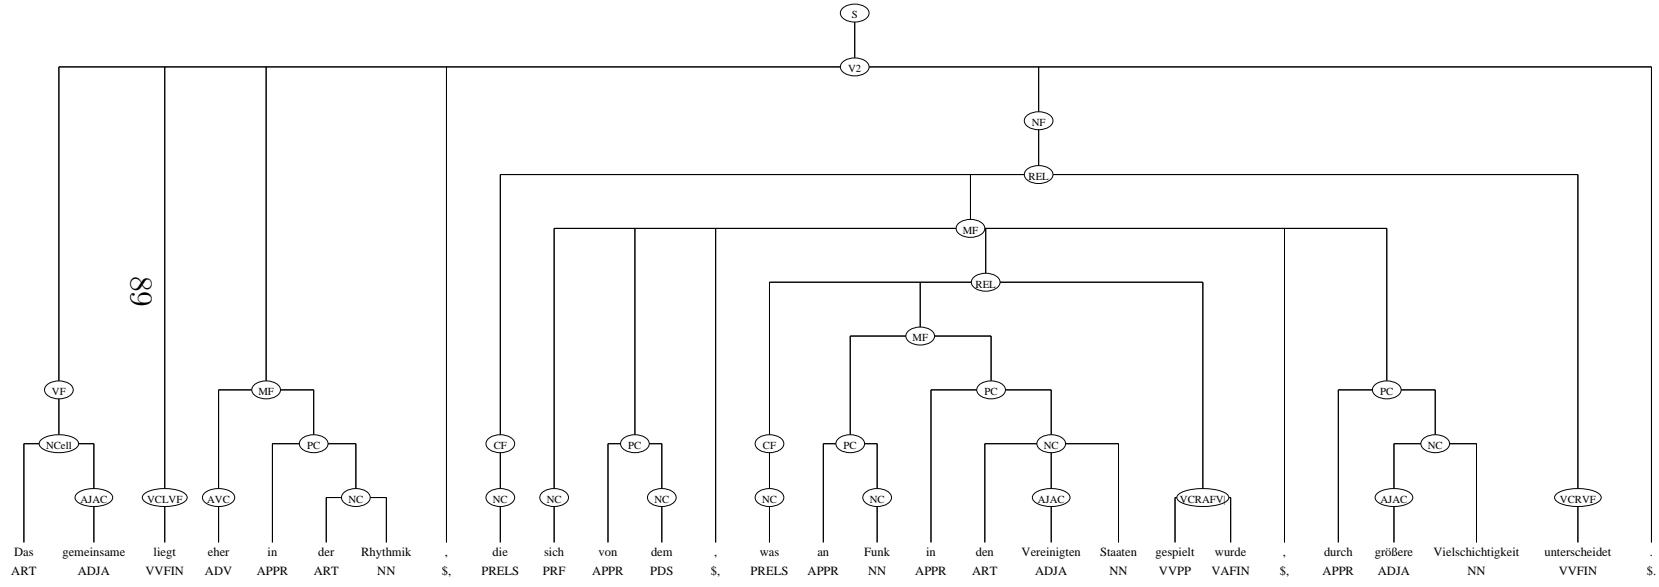 S
V2
NF
REL
MF
89
REL
MF
VF MF PC PC
NCell PC CF PC CF PC NC NC
AJAC VCLVF AVC NC NC NC NC NC NC AJAC VCRAFVI AJAC VCRVF
Das gemeinsame liegt eher in der Rhythmik , die sich von dem , was an Funk in den Vereinigten Staaten gespielt wurde , durch größere Vielschichtigkeit unterscheidet .
ART ADJA VVFIN ADV APPR ART NN $, PRELS PRF APPR PDS $, PRELS APPR NN APPR ART ADJA NN VVPP VAFIN $, APPR ADJA NN VVFIN $.